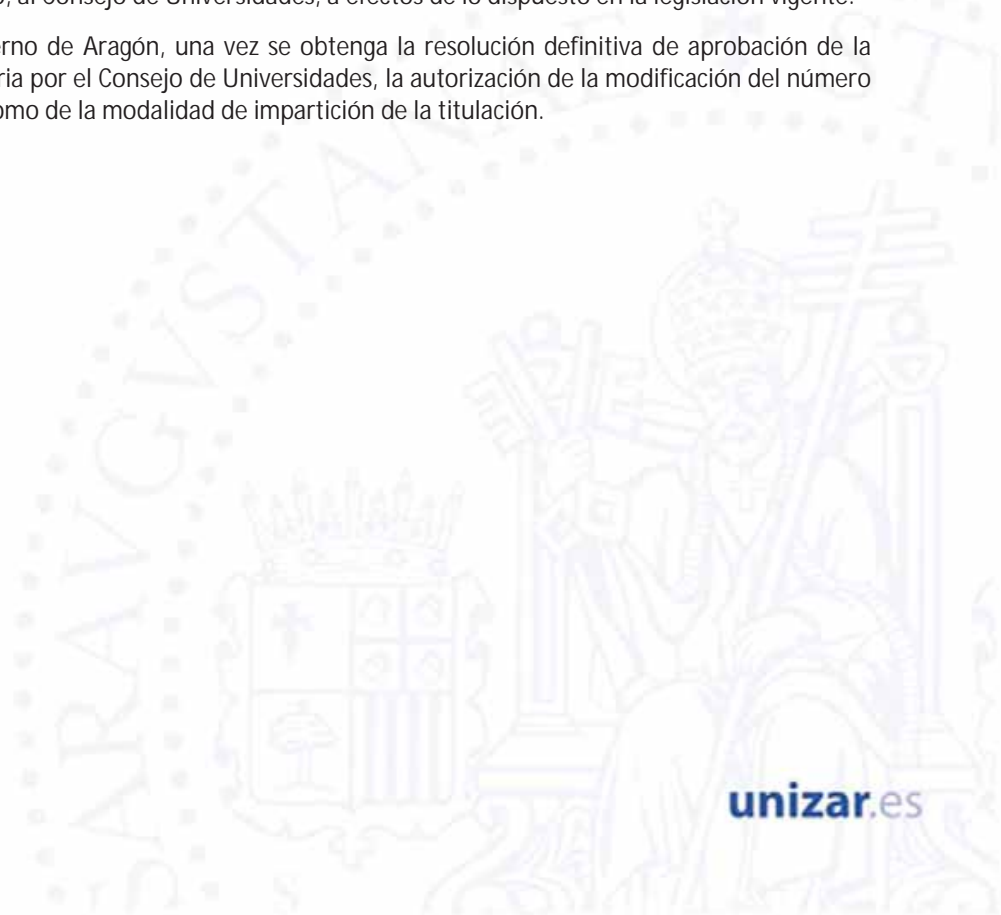 al Consejo de Universidades, a efectos de lo dispuesto en la legislación vigente.
erno de Aragón, una vez se obtenga la resolución definitiva de aprobación de la
ria por el Consejo de Universidades, la autorización de la modificación del número
omo de la modalidad de impartición de la titulación.
SARAVGVSTANAE ST
unizar.es